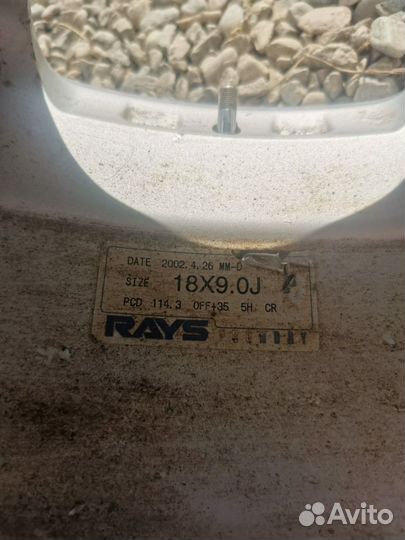 DATE 2002.4.26 MM-D
SIZE 18X9.0J
PCD 114.3 OFF+35 5H CR
RAYS
Avito